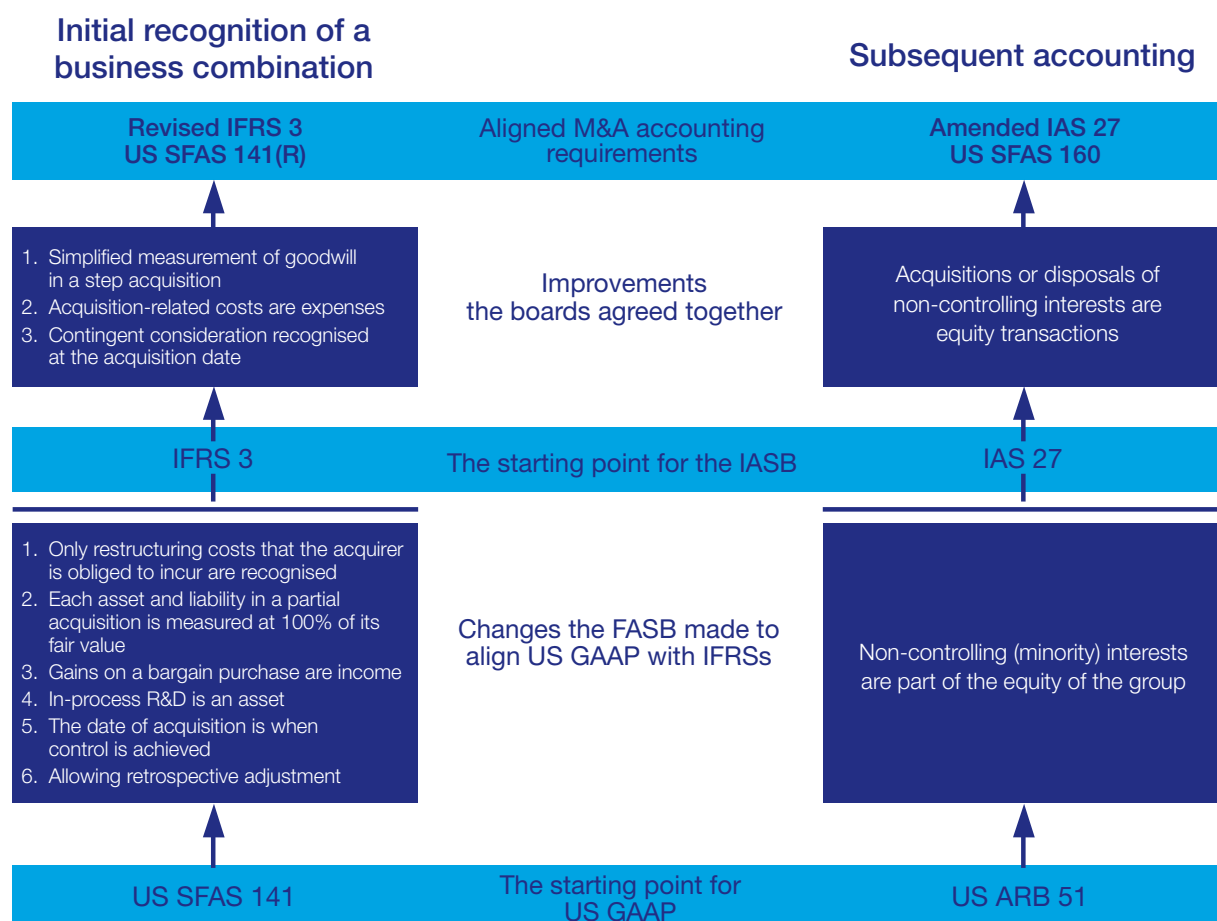 Initial recognition of a
business combination
Subsequent accounting
Revised IFRS 3
US SFAS 141(R)
Aligned M&A accounting
requirements
Amended IAS 27
US SFAS 160
1. Simplified measurement of goodwill
in a step acquisition
2. Acquisition-related costs are expenses
3. Contingent consideration recognised
at the acquisition date
Improvements
the boards agreed together
Acquisitions or disposals of
non-controlling interests are
equity transactions
IFRS 3
The starting point for the IASB
IAS 27
1. Only restructuring costs that the acquirer
is obliged to incur are recognised
2. Each asset and liability in a partial
acquisition is measured at 100% of its
fair value
3. Gains on a bargain purchase are income
4. In-process R&D is an asset
5. The date of acquisition is when
control is achieved
6. Allowing retrospective adjustment
Changes the FASB made to
align US GAAP with IFRSs
Non-controlling (minority) interests
are part of the equity of the group
US SFAS 141
The starting point for
US GAAP
US ARB 51